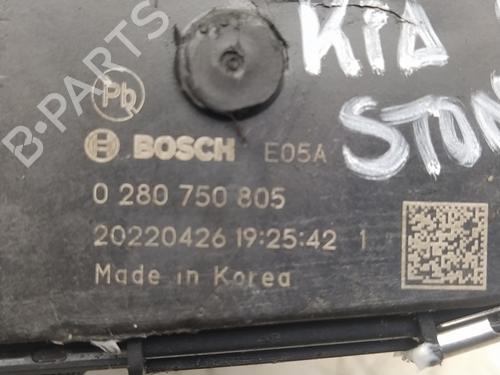 KIA
STON
Pb
BOSCH E05A
0 280 750 805
20220426 19:25:42 1
Made in Korea
B-PARTS